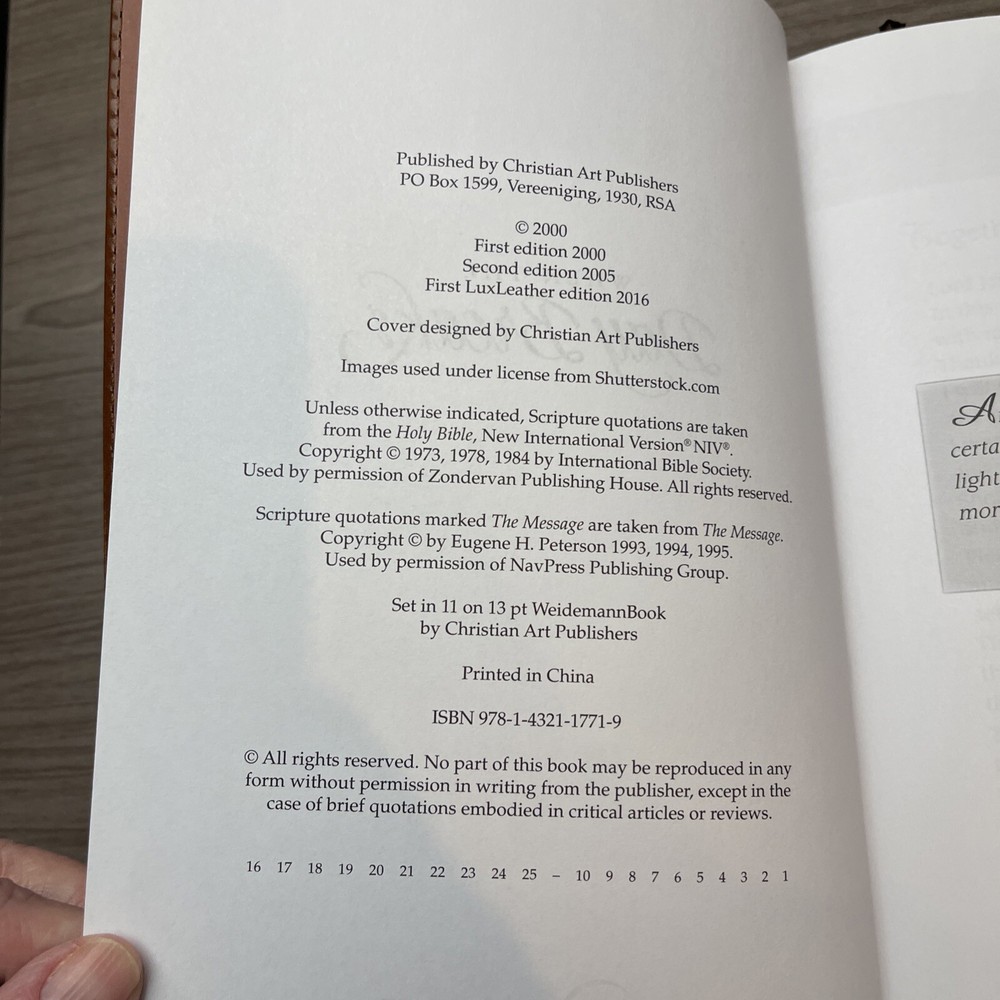 Published by Christian Art Publishers
PO Box 1599, Vereeniging, 1930, RSA
© 2000
First edition 2000
Second edition 2005
First LuxLeather edition 2016
Cover designed by Christian Art Publishers
Images used under license from Shutterstock.com
Unless otherwise indicated, Scripture quotations are taken
from the Holy Bible, New International Version® NIV®.
Copyright © 1973, 1978, 1984 by International Bible Society.
Used by permission of Zondervan Publishing House. All rights reserved.
Scripture quotations marked The Message are taken from The Message.
Copyright © by Eugene H. Peterson 1993, 1994, 1995.
Used by permission of NavPress Publishing Group.
Set in 11 on 13 pt WeidemannBook
by Christian Art Publishers
Printed in China
ISBN 978-1-4321-1771-9
© All rights reserved. No part of this book may be reproduced in any
form without permission in writing from the publisher, except in the
case of brief quotations embodied in critical articles or reviews.
16 17 18 19 20 21 22 23 24 25 – 10 9 8 7 6 5 4 3 2 1
certa
light
mor